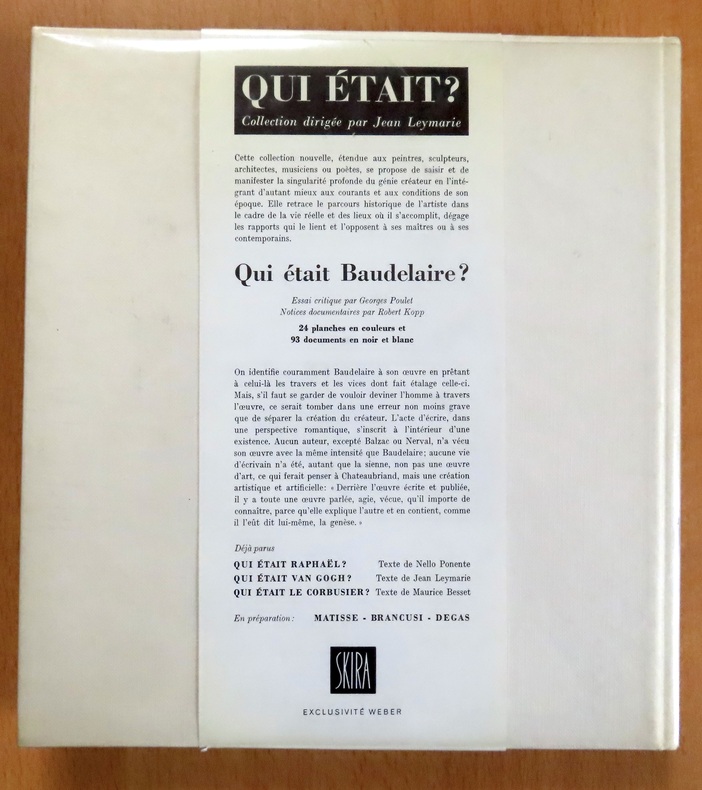 QUI ÉTAIT?
Collection dirigée par Jean Leymarie
Cette collection nouvelle, étendue aux peintres, sculpteurs,
architectes, musiciens ou poètes, se propose de saisir et de
manifester la singularité profonde du génie créateur en l'inté-
grant d'autant mieux aux courants et aux conditions de son
époque. Elle retrace le parcours historique de l'artiste dans
le cadre de la vie réelle et des lieux où il s'accomplit, dégage
les rapports qui le lient et l'opposent à ses maîtres ou à ses
contemporains.
Qui était Baudelaire?
Essai critique par Georges Poulet
Notices documentaires par Robert Kopp
24 planches en couleurs et
93 documents en noir et blanc
On identifie couramment Baudelaire à son œuvre en prêtant
à celui-là les travers et les vices dont fait étalage celle-ci.
Mais, s'il faut se garder de vouloir deviner l'homme à travers
l'œuvre, ce serait tomber dans une erreur non moins grave
que de séparer la création du créateur. L'acte d'écrire, dans
une perspective romantique, s'inscrit à l'intérieur d'une
existence. Aucun auteur, excepté Balzac ou Nerval, n'a vécu
son œuvre avec la même intensité que Baudelaire; aucune vie
d'écrivain n'a été, autant que la sienne, non pas une œuvre
d'art, ce qui ferait penser à Chateaubriand, mais une création
artistique et artificielle: « Derrière l'œuvre écrite et publiée,
il y a toute une œuvre parlée, agie, vécue, qu'il importe de
connaître, parce qu'elle explique l'autre et en contient, comme
il l'eût dit lui-même, la genèse. »
Déjà parus
QUI ÉTAIT RAPHAËL? Texte de Nello Ponente
QUI ÉTAIT VAN GOGH? Texte de Jean Leymarie
QUI ÉTAIT LE CORBUSIER? Texte de Maurice Besset
En préparation: MATISSE - BRANCUSI - DEGAS
SKIRA
EXCLUSIVITÉ WEBER